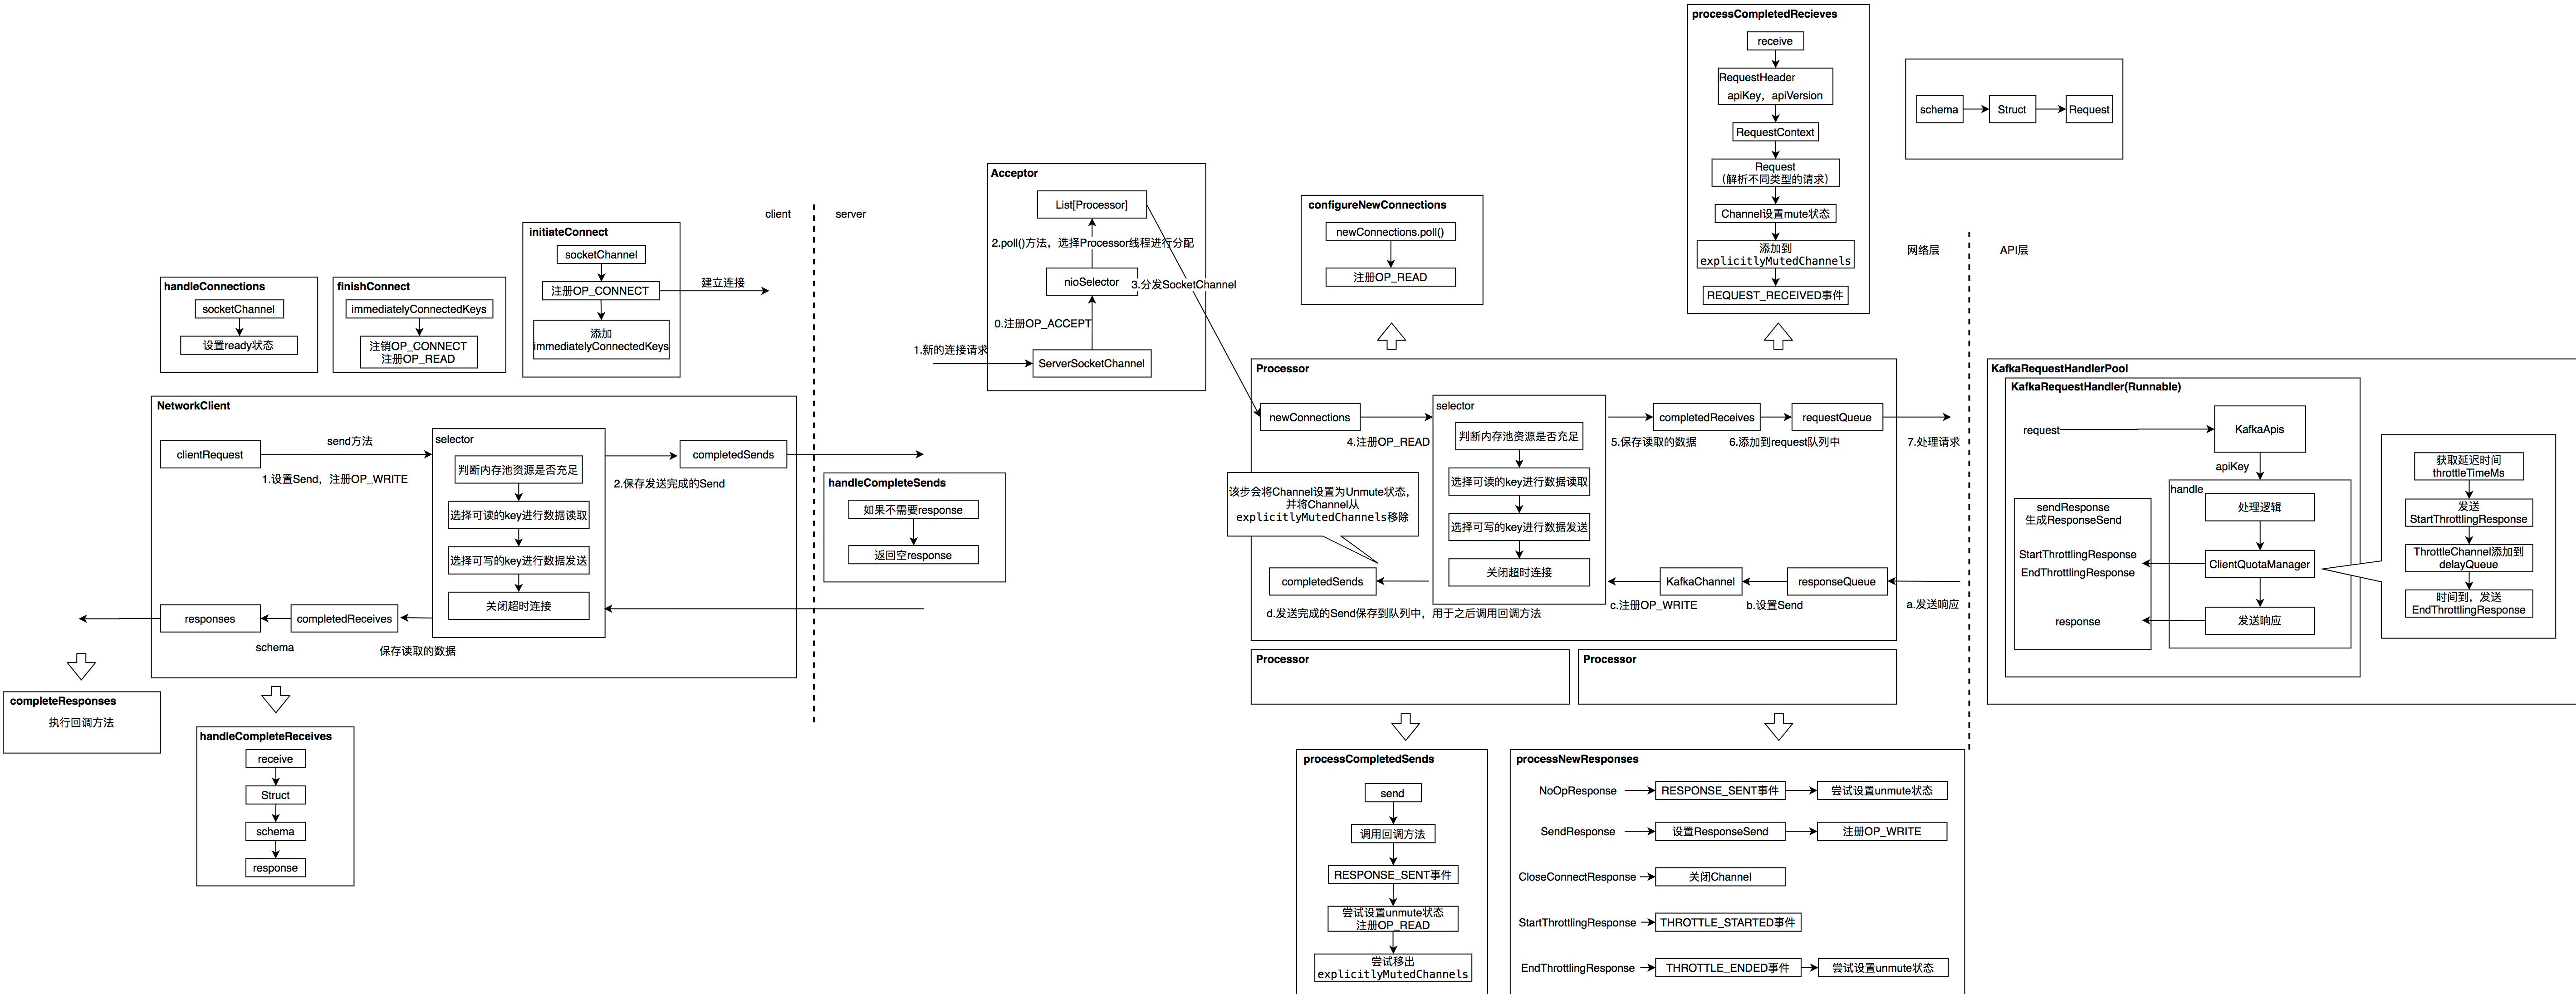 processCompletedRecieves
receive
RequestHeader
apiKey，apiVersion
RequestContext
Request
（解析不同类型的请求）
Channel设置mute状态
添加到
explicitlyMutedChannels
REQUEST_RECEIVED事件
schema
Struct
Request
client
server
网络层
API层
handleConnections
socketChannel
设置ready状态
finishConnect
immediatelyConnectedKeys
注销OP_CONNECT
注册OP_READ
initiateConnect
socketChannel
注册OP_CONNECT
添加
immediatelyConnectedKeys
建立连接
Acceptor
List[Processor]
2.poll()方法，选择Processor线程进行分配
nioSelector
3.分发SocketChannel
0.注册OP_ACCEPT
1.新的连接请求
ServerSocketChannel
configureNewConnections
newConnections.poll()
注册OP_READ
NetworkClient
clientRequest
send方法
1.设置Send，注册OP_WRITE
selector
判断内存池资源是否充足
选择可读的key进行数据读取
选择可写的key进行数据发送
关闭超时连接
2.保存发送完成的Send
completedSends
responses
completedReceives
schema
保存读取的数据
handleCompleteSends
如果不需要response
返回空response
completeResponses
执行回调方法
handleCompleteReceives
receive
Struct
schema
response
Processor
newConnections
4.注册OP_READ
selector
判断内存池资源是否充足
选择可读的key进行数据读取
选择可写的key进行数据发送
关闭超时连接
5.保存读取的数据
completedReceives
6.添加到request队列中
requestQueue
7.处理请求
该步会将Channel设置为Unmute状态，
并将Channel从
explicitlyMutedChannels移除
completedSends
d.发送完成的Send保存到队列中，用于之后调用回调方法
KafkaChannel
c.注册OP_WRITE
b.设置Send
responseQueue
a.发送响应
Processor
Processor
processCompletedSends
send
调用回调方法
RESPONSE_SENT事件
尝试设置unmute状态
注册OP_READ
尝试移出
explicitlyMutedChannels
processNewResponses
NoOpResponse
RESPONSE_SENT事件
尝试设置unmute状态
SendResponse
设置ResponseSend
注册OP_WRITE
CloseConnectResponse
关闭Channel
StartThrottlingResponse
THROTTLE_STARTED事件
EndThrottlingResponse
THROTTLE_ENDED事件
尝试设置unmute状态
KafkaRequestHandlerPool
KafkaRequestHandler(Runnable)
request
KafkaApis
apiKey
handle
处理逻辑
ClientQuotaManager
发送响应
sendResponse
生成ResponseSend
StartThrottlingResponse
EndThrottlingResponse
response
获取延迟时间
throttleTimeMs
发送
StartThrottlingResponse
ThrottleChannel添加到
delayQueue
时间到，发送
EndThrottlingResponse